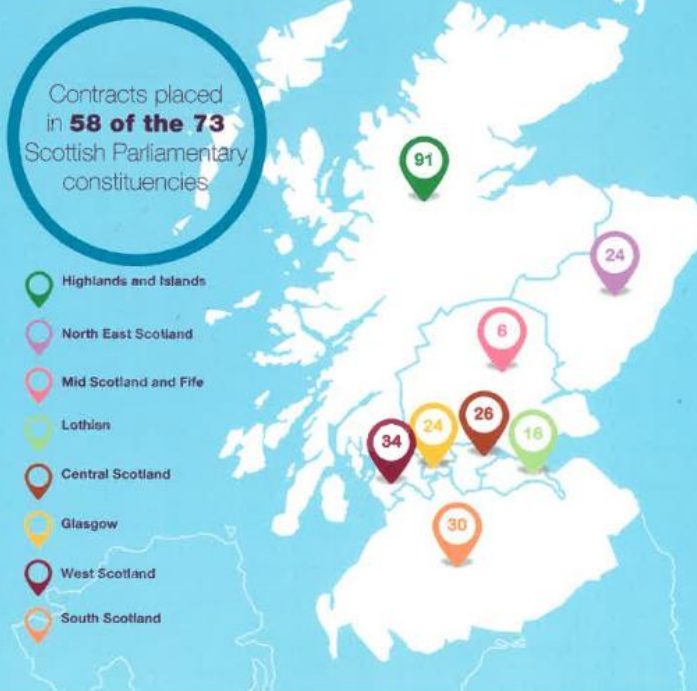 Contracts placed
in 58 of the 73
Scottish Parliamentary
constituencies
91
24
Highlands and Islands
North East Scotland
6
Mid Scotland and Fife
Lothian
26
24
16
34
Central Scotland
Glasgow
30
West Scotland
South Scotland